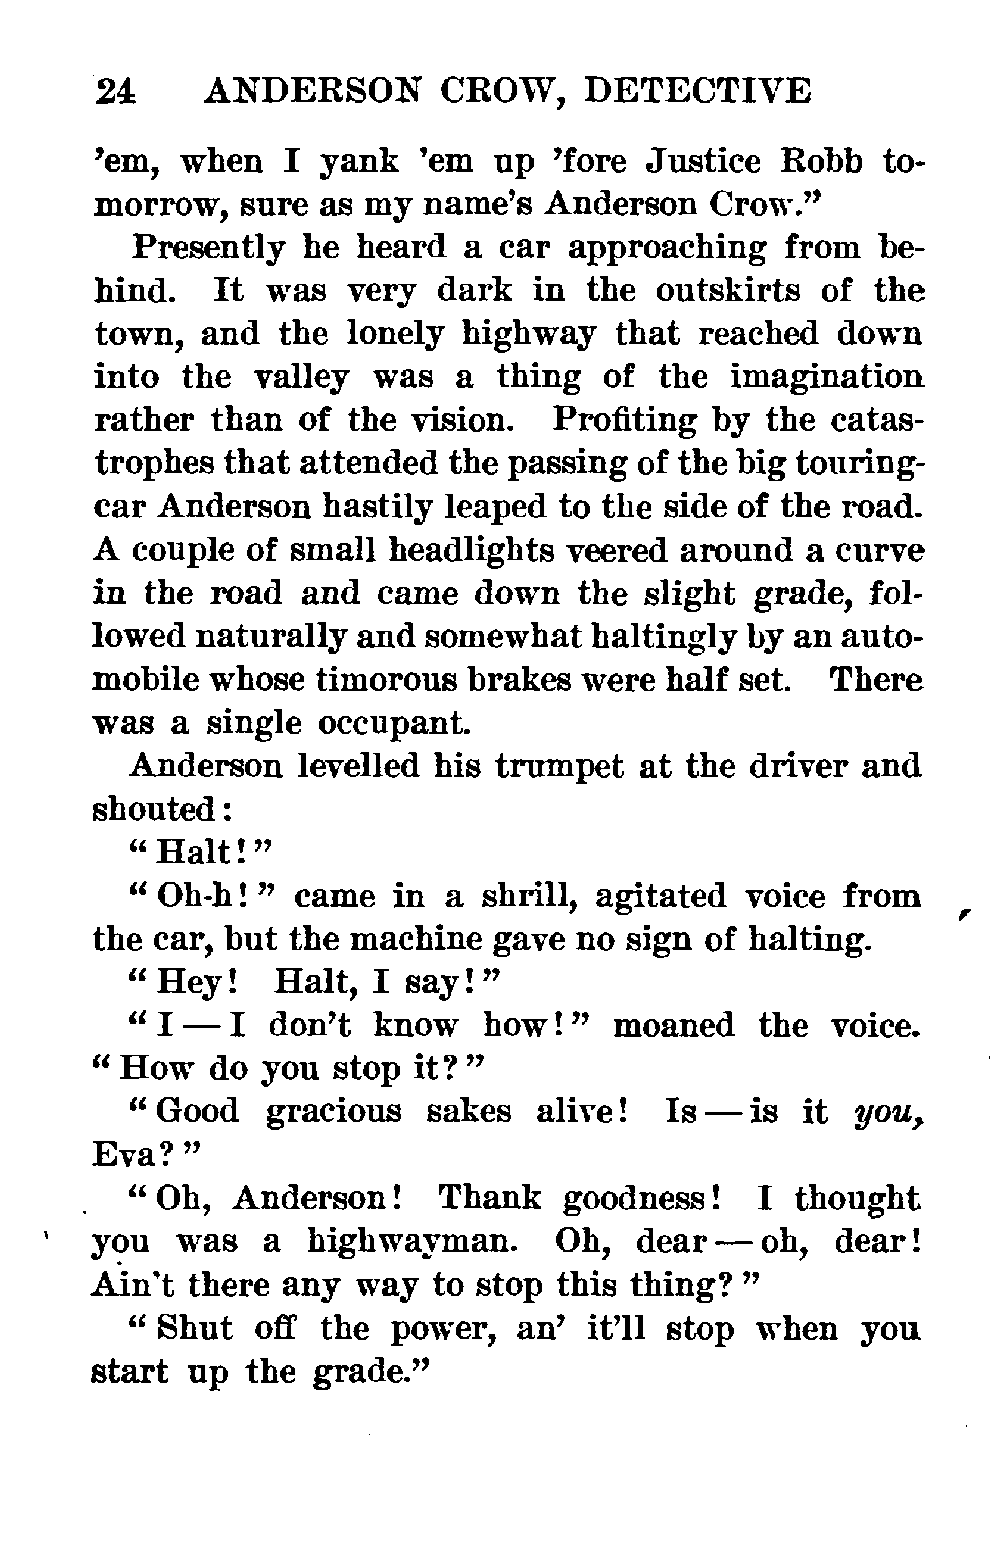 24 ANDERSON CROW, DETECTIVE
'em, when I yank 'em up 'fore Justice Robb to-
morrow, sure as my name's Anderson Crow."
Presently he heard a car approaching from be-
hind. It was very dark in the outskirts of the
town, and the lonely highway that reached down
into the valley was a thing of the imagination
rather than of the vision. Profiting by the catas-
trophes that attended the passing of the big touring-
car Anderson hastily leaped to the side of the road.
A couple of small headlights veered around a curve
in the road and came down the slight grade, fol-
lowed naturally and somewhat haltingly by an auto-
mobile whose timorous brakes were half set. There
was a single occupant.
Anderson levelled his trumpet at the driver and
shouted:
"Halt!"
"Oh-h!" came in a shrill, agitated voice from
the car, but the machine gave no sign of halting.
"Hey! Halt, I say!"
"I — I don't know how!" moaned the voice.
"How do you stop it?"
"Good gracious sakes alive! Is — is it you,
Eva?"
"Oh, Anderson! Thank goodness! I thought
you was a highwayman. Oh, dear — oh, dear!
Ain't there any way to stop this thing?"
"Shut off the power, an' it'll stop when you
start up the grade."